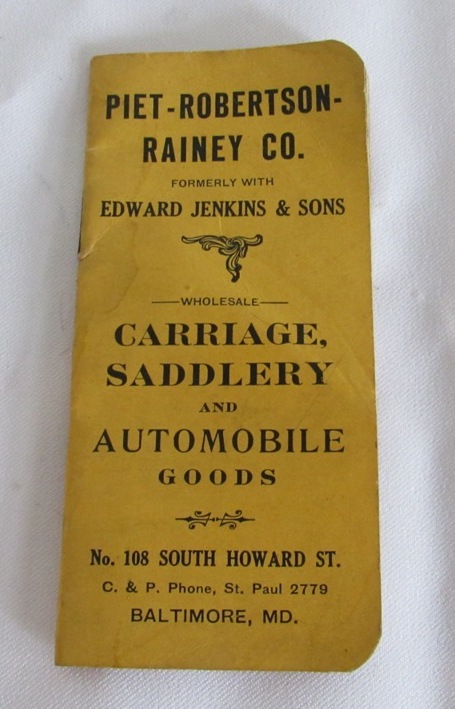 PIET-ROBERTSON-
RAINEY CO.
FORMERLY WITH
EDWARD JENKINS & SONS
WHOLESALE
CARRIAGE,
SADDLERY
AND
AUTOMOBILE
GOODS
No. 108 SOUTH HOWARD ST.
C. & P. Phone, St. Paul 2779
BALTIMORE, MD.